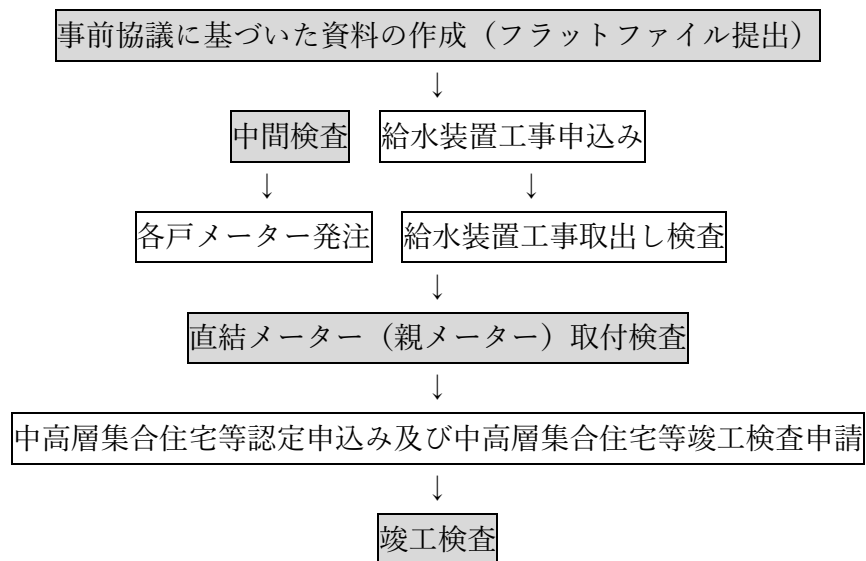 事前協議に基づいた資料の作成（フラットファイル提出）
↓
中間検査 給水装置工事申込み
↓ ↓
各戸メーター発注 給水装置工事取出し検査
↓
直結メーター（親メーター）取付検査
↓
中高層集合住宅等認定申込み及び中高層集合住宅等竣工検査申請
↓
竣工検査